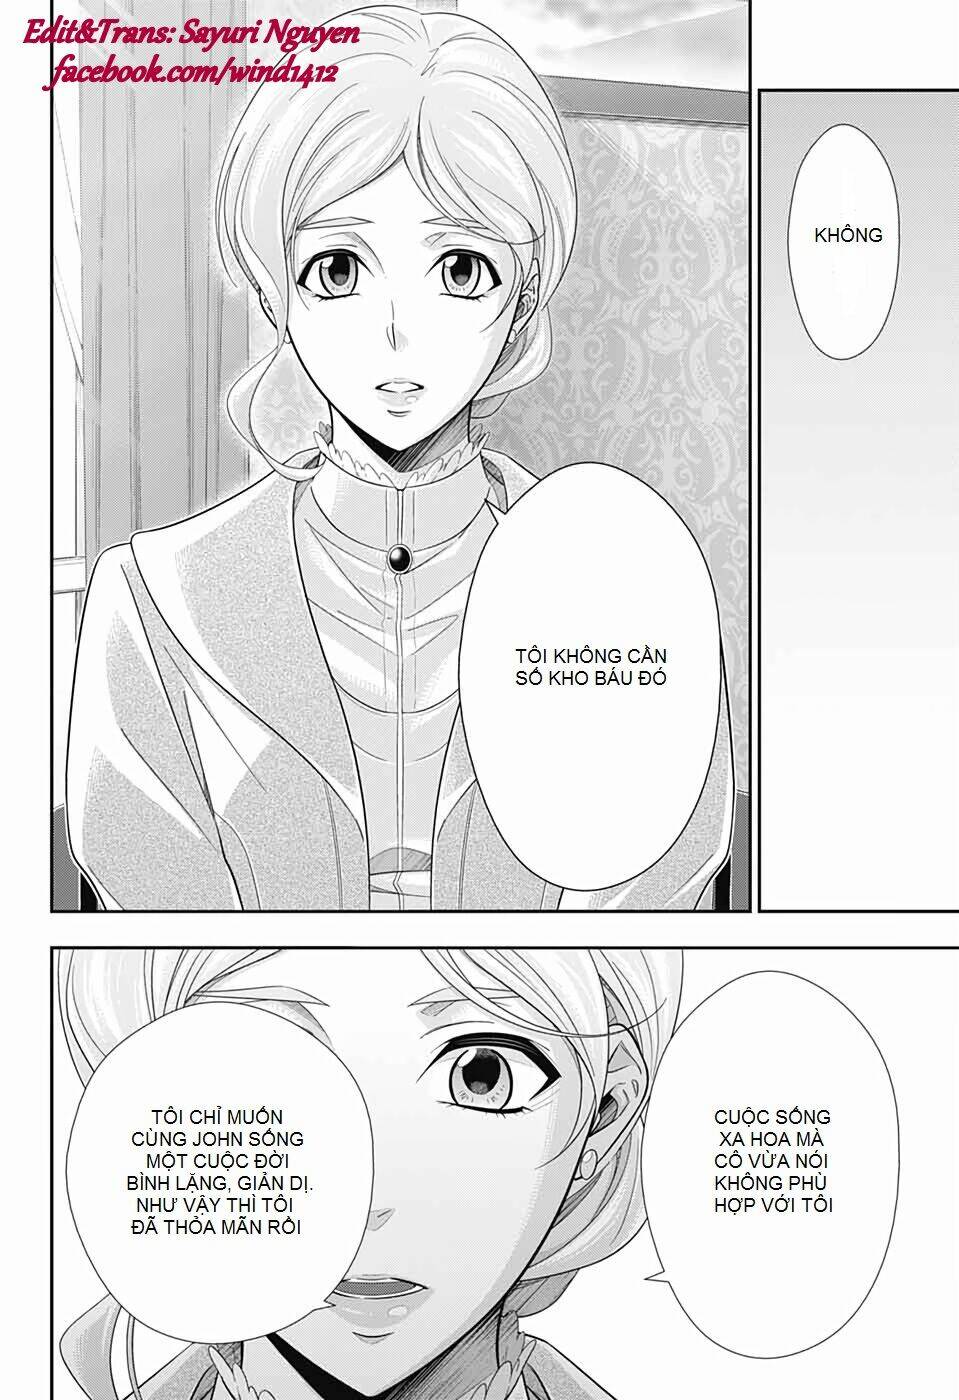 Edit&Trans: Sayuri Nguyen
facebook.com/wind1412
KHÔNG
TÔI KHÔNG CẦN
SỐ KHO BÁU ĐÓ
CUỘC SỐNG
XA HOA MÀ
CÔ VỪA NÓI
KHÔNG PHÙ
HỢP VỚI TÔI
TÔI CHỈ MUỐN
CÙNG JOHN SỐNG
MỘT CUỘC ĐỜI
BÌNH LẶNG, GIẢN DỊ.
NHƯ VẬY THÌ TÔI
ĐÃ THỎA MÃN RỒI